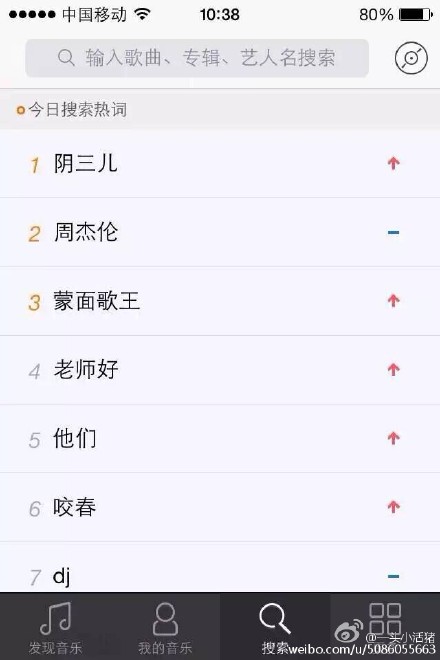 中国移动 10:38 80%
输入歌曲、专辑、艺人名搜索
今日搜索热词
1 阴三儿
2 周杰伦
3 蒙面歌王
4 老师好
5 他们
6 咬春
7 dj
发现音乐 我的音乐 搜索
@一头小活猪
weibo.com/u/5086055663